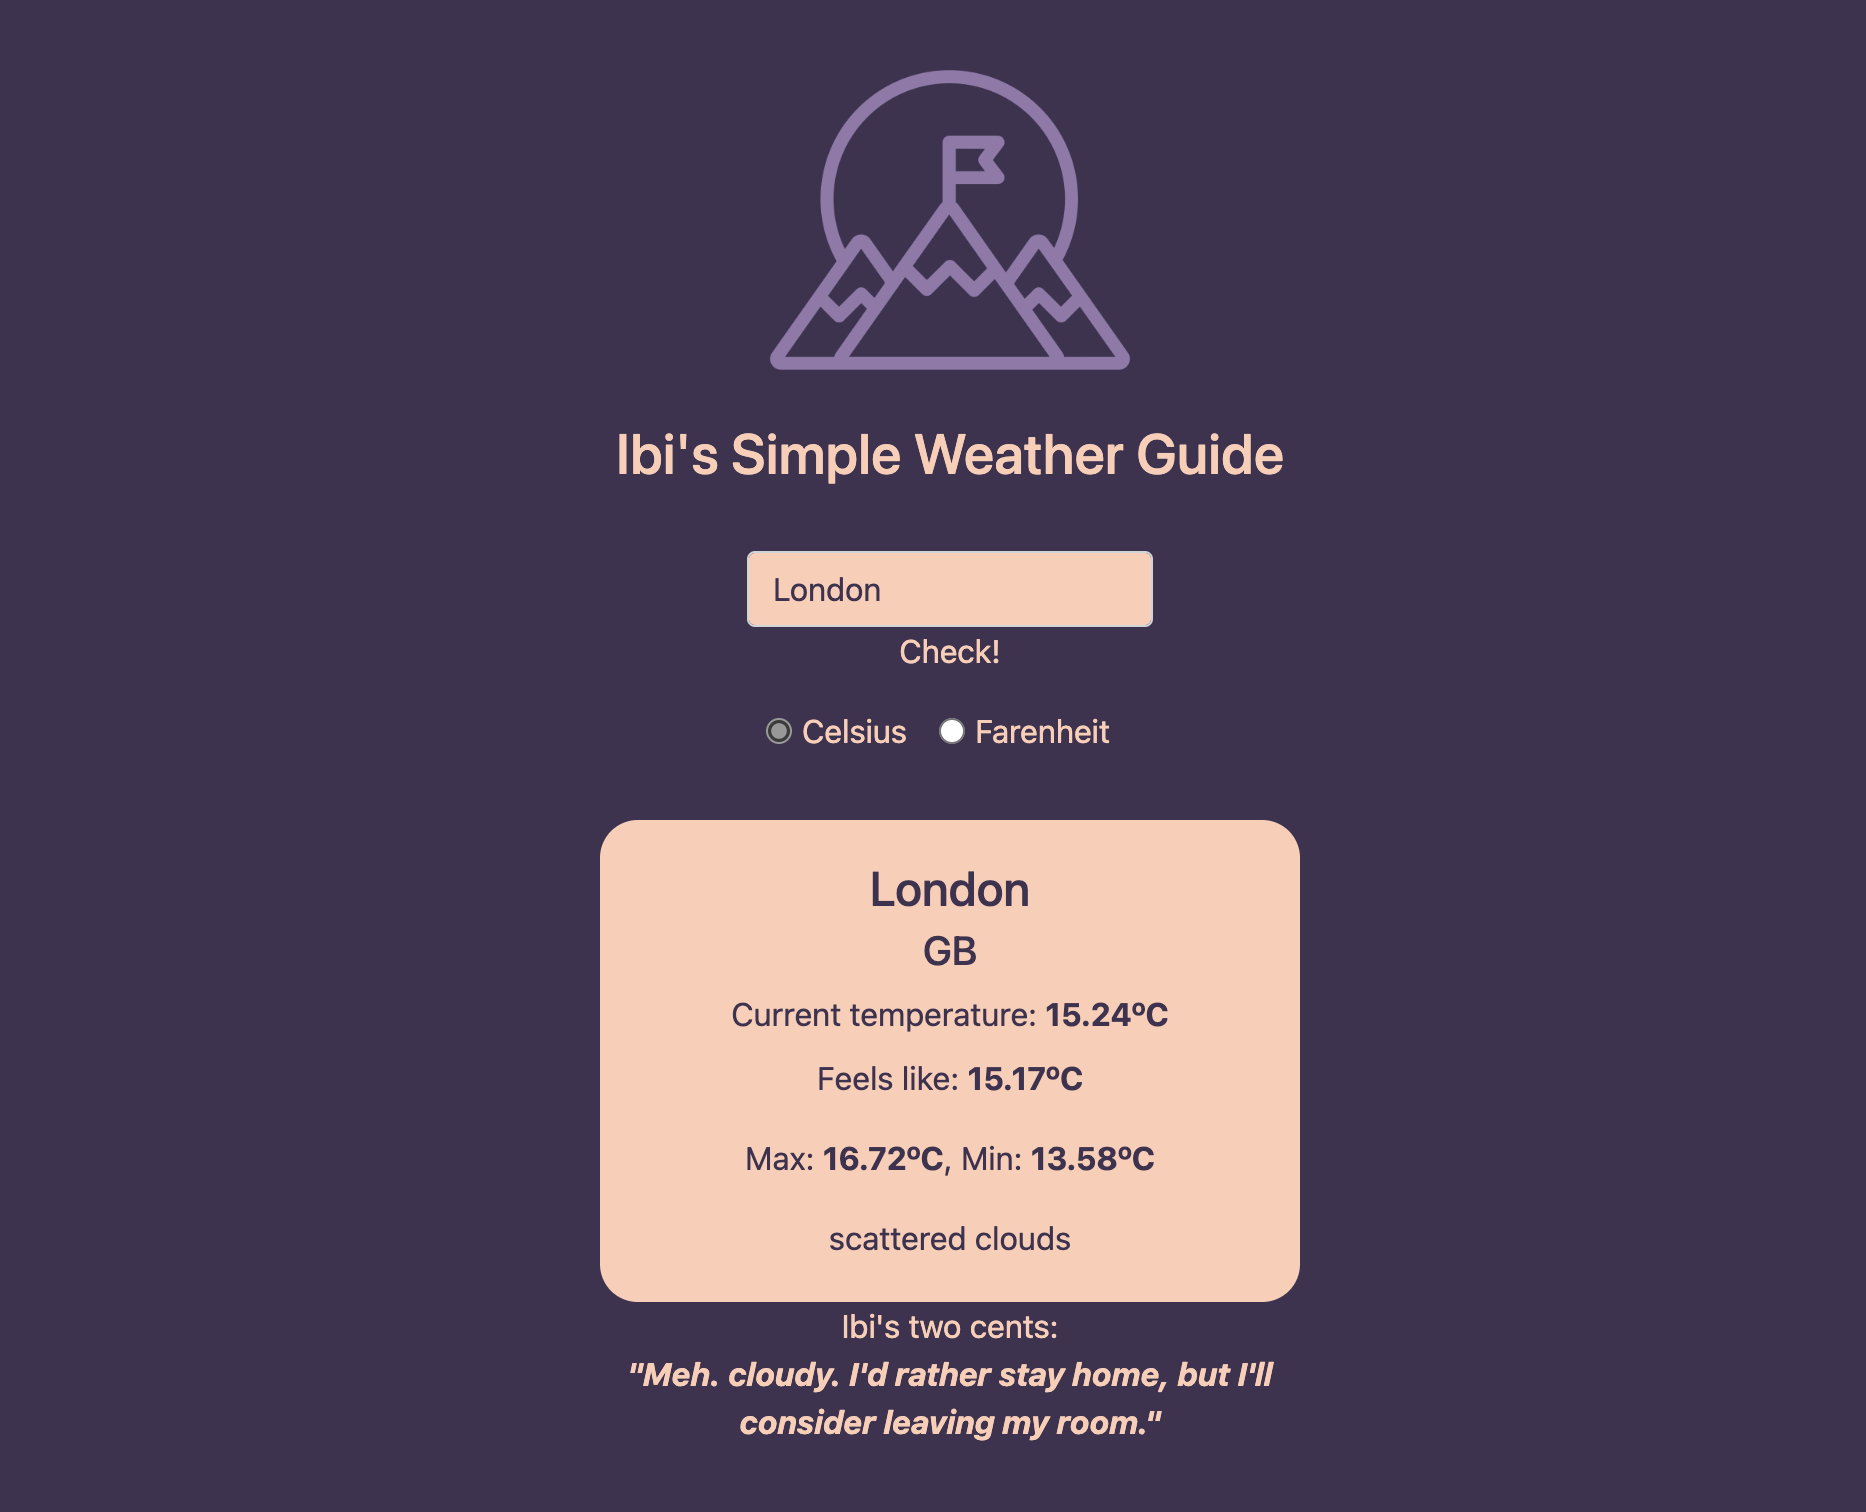 Ibi's Simple Weather Guide
London
Check!
Celsius Farenheit
London
GB
Current temperature: 15.24ºC
Feels like: 15.17ºC
Max: 16.72ºC, Min: 13.58ºC
scattered clouds
Ibi's two cents:
"Meh. cloudy. I'd rather stay home, but I'll
consider leaving my room."